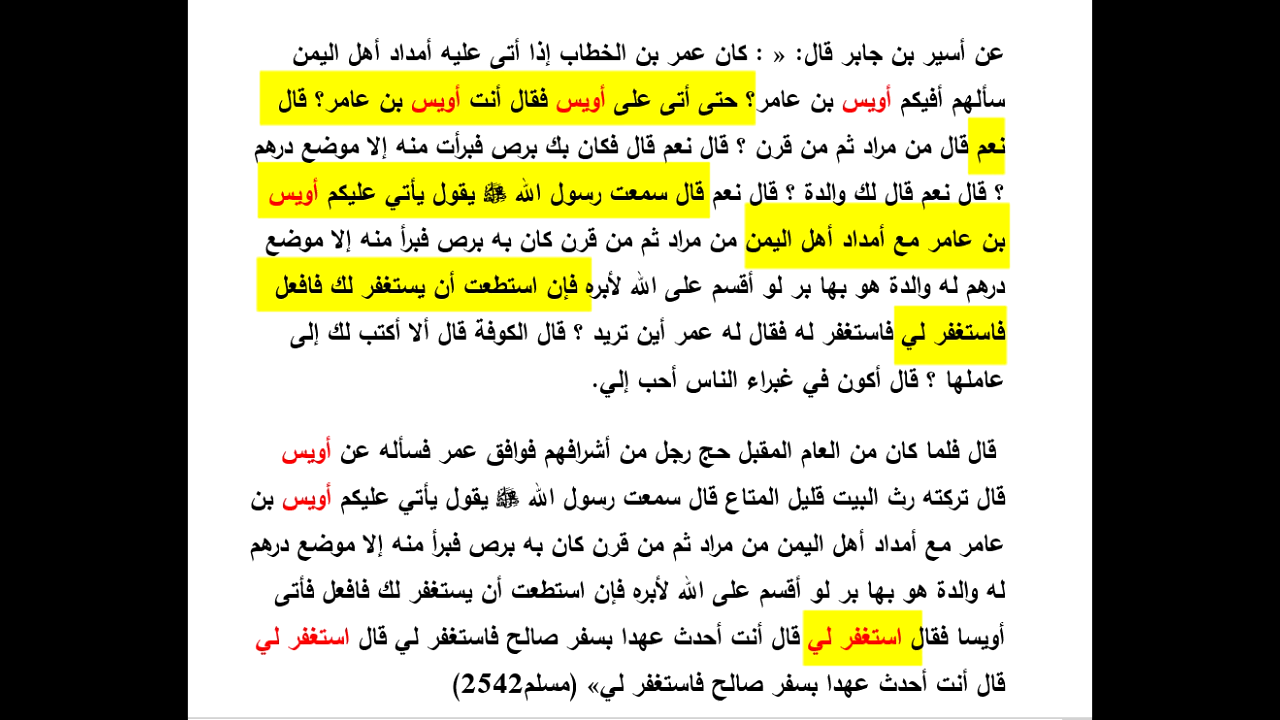 عن أسير بن جابر قال: « : كان عمر بن الخطاب إذا أتى عليه أمداد أهل اليمن
سألهم أفيكم أويس بن عامر؟ حتى أتى على أويس فقال أنت أويس بن عامر؟ قال
نعم قال من مراد ثم من قرن ؟ قال نعم قال فكان بك برص فبرأت منه إلا موضع درهم
؟ قال نعم قال لك والدة ؟ قال نعم قال سمعت رسول الله ﷺ يقول يأتي عليكم أويس
بن عامر مع أمداد أهل اليمن من مراد ثم من قرن كان به برص فبرأ منه إلا موضع
درهم له والدة هو بها بر لو أقسم على الله لأبره فإن استطعت أن يستغفر لك فافعل
فاستغفر لي فاستغفر له فقال له عمر أين تريد ؟ قال الكوفة قال ألا أكتب لك إلى
عاملها ؟ قال أكون في غبراء الناس أحب إلي.
قال فلما كان من العام المقبل حج رجل من أشرافهم فوافق عمر فسأله عن أويس
قال تركته رث البيت قليل المتاع قال سمعت رسول الله ﷺ يقول يأتي عليكم أويس بن
عامر مع أمداد أهل اليمن من مراد ثم من قرن كان به برص فبرأ منه إلا موضع درهم
له والدة هو بها بر لو أقسم على الله لأبره فإن استطعت أن يستغفر لك فافعل فأتى
أويسا فقال استغفر لي قال أنت أحدث عهدا بسفر صالح فاستغفر لي قال استغفر لي
قال أنت أحدث عهدا بسفر صالح فاستغفر لي» (مسلم2542)